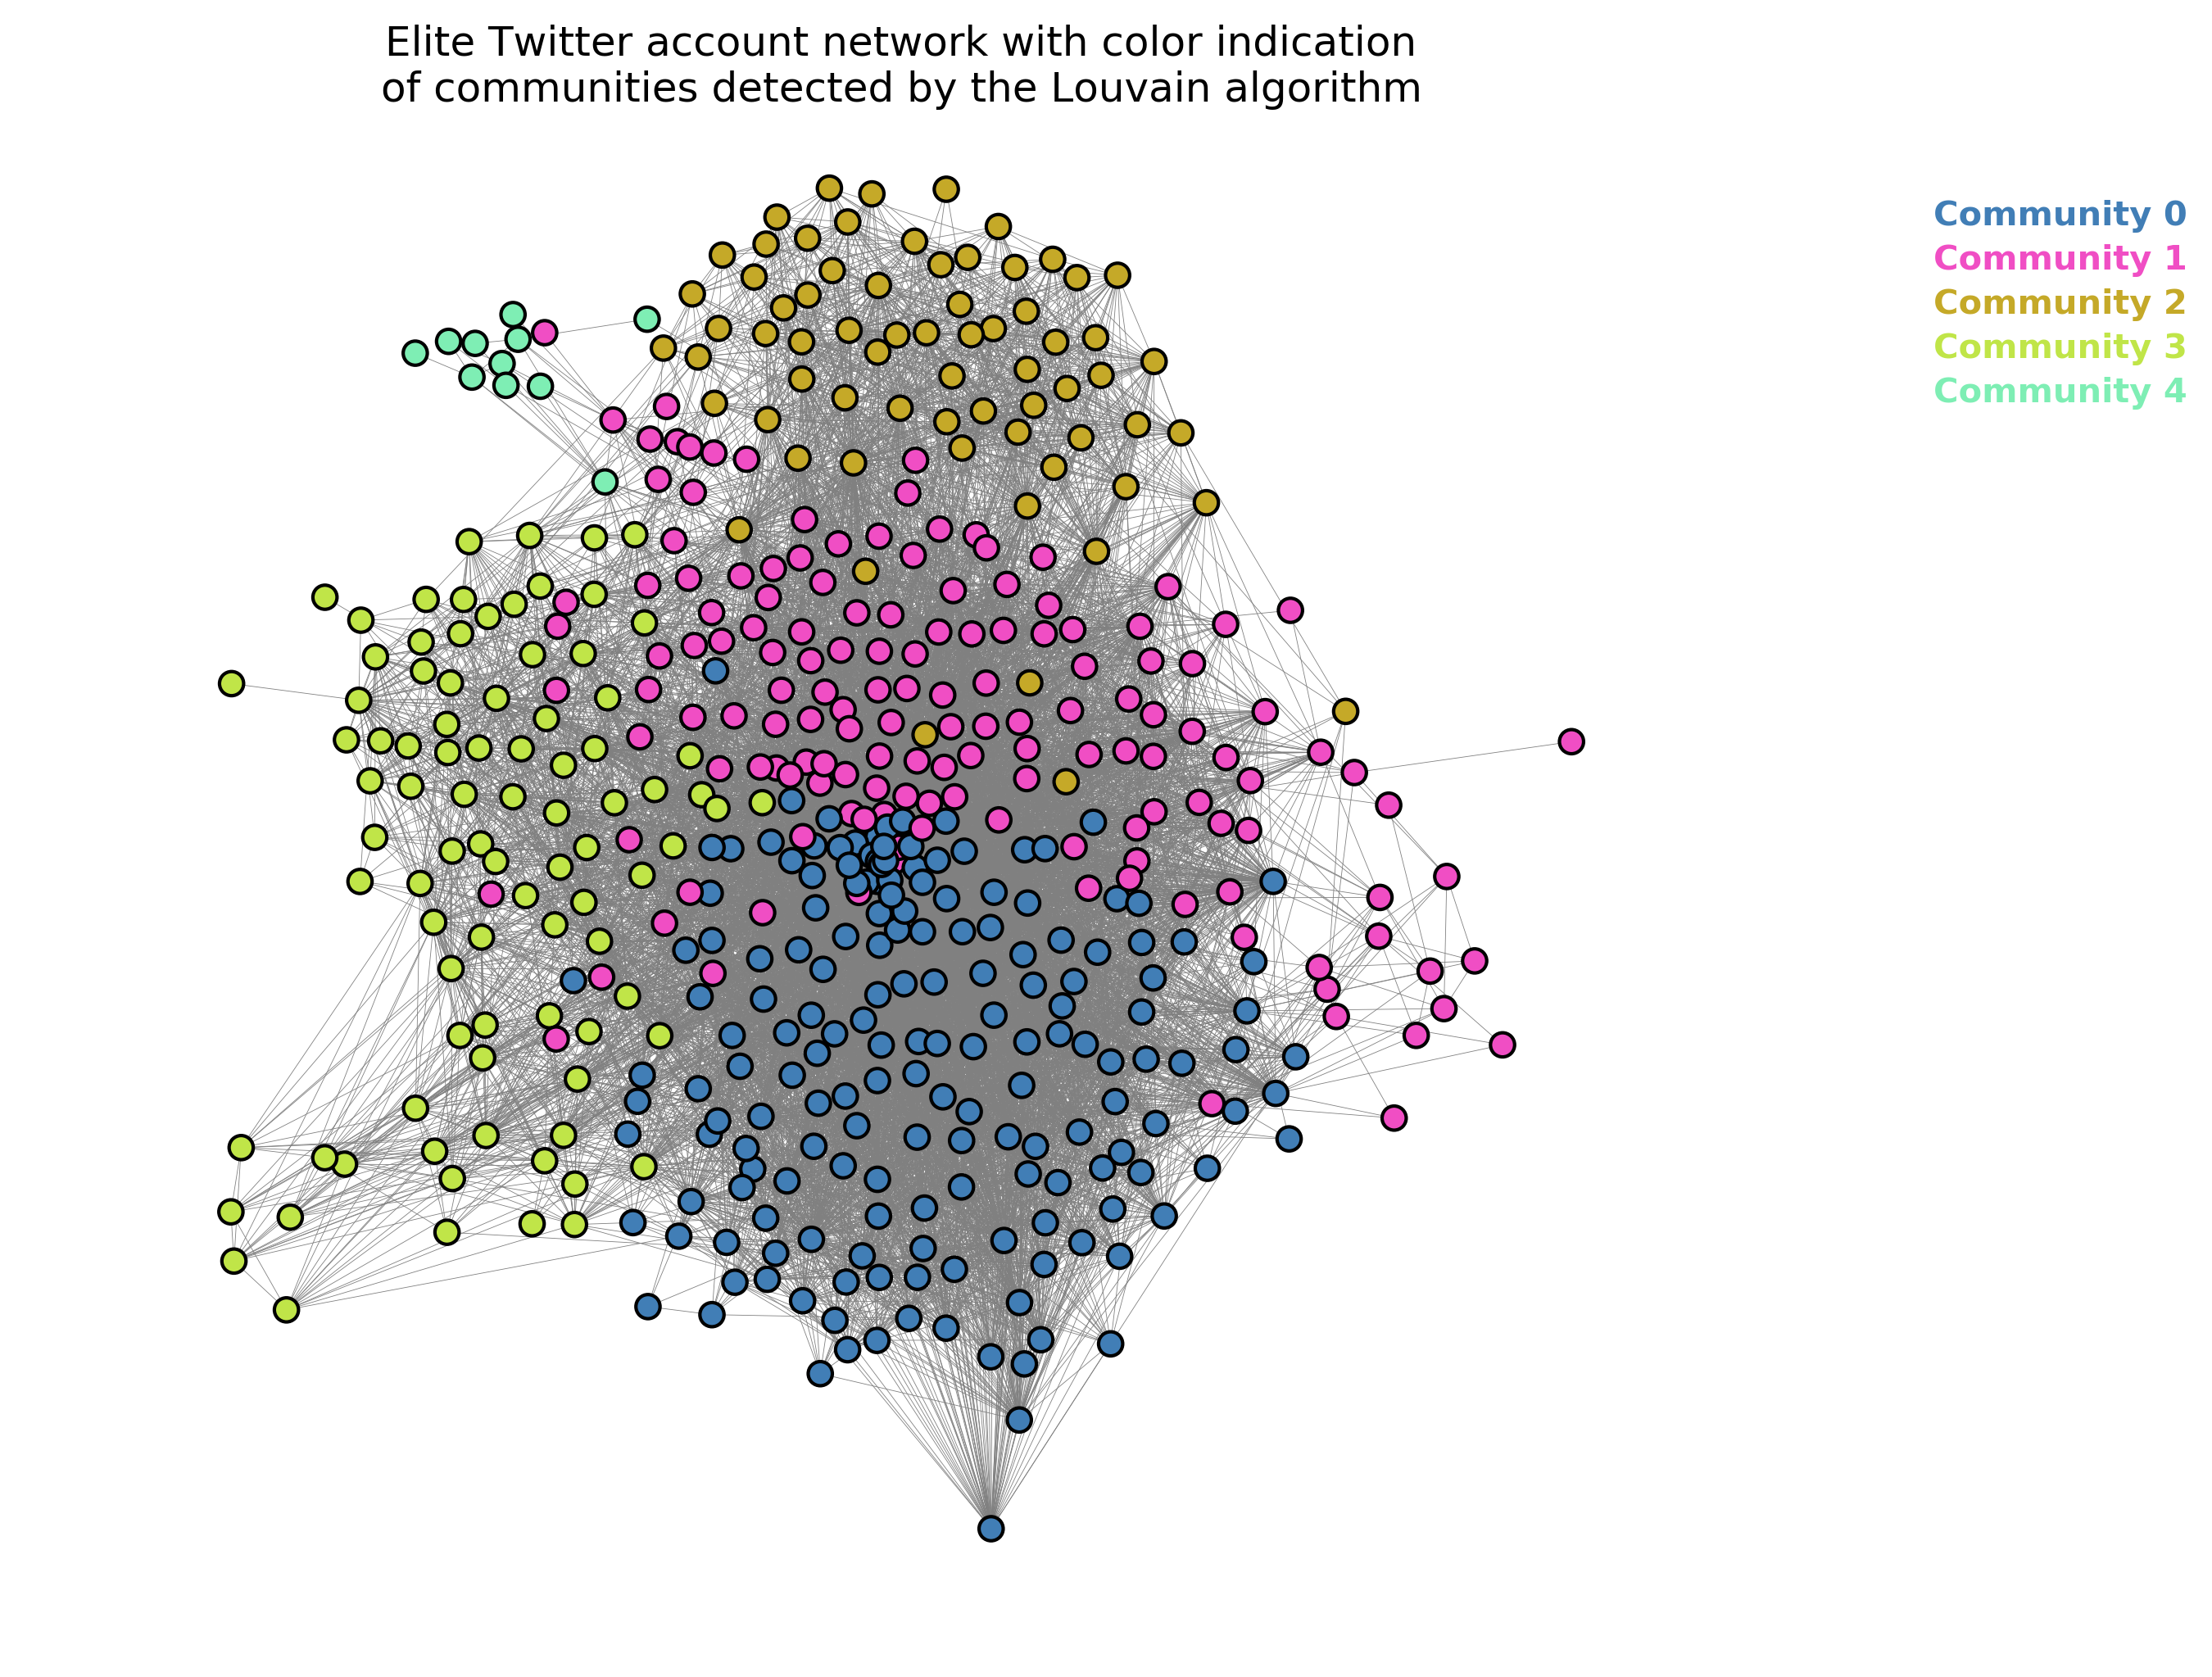 Elite Twitter account network with color indication
of communities detected by the Louvain algorithm
Community 0
Community 1
Community 2
Community 3
Community 4